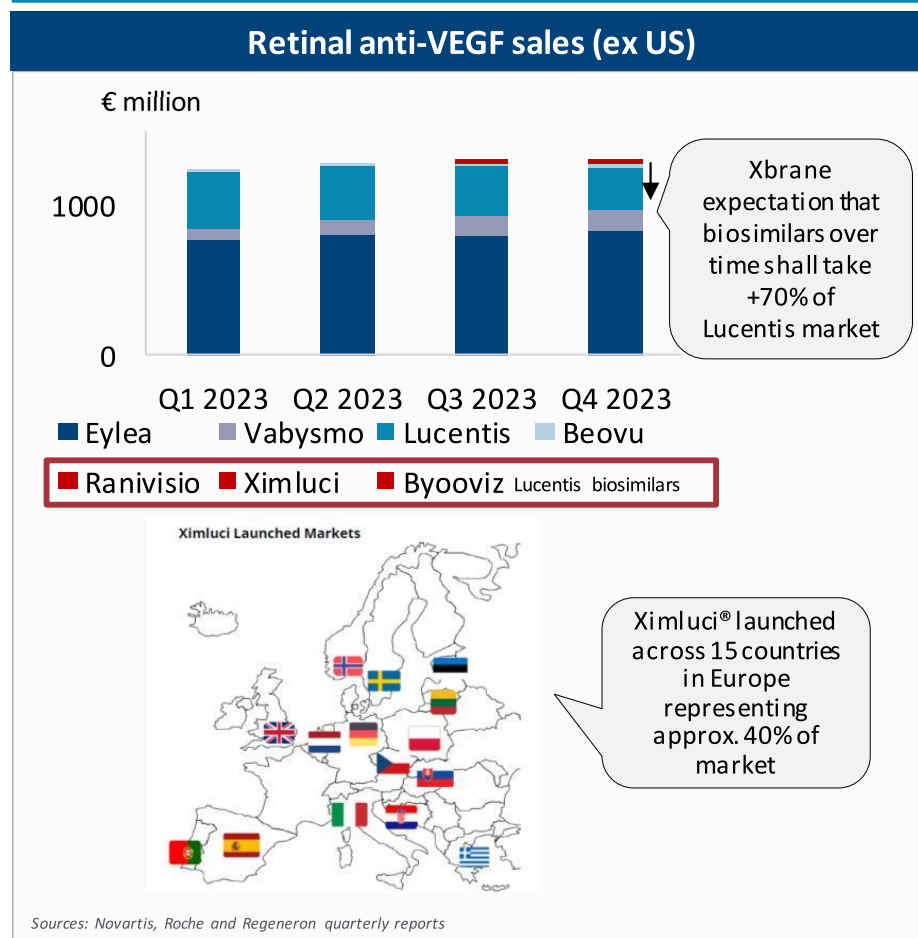 Retinal anti-VEGF sales (ex US)
€ million
1000
0
Q1 2023 Q2 2023 Q3 2023 Q4 2023
Xbrane
expectation that
biosimilars over
time shall take
+70% of
Lucentis market
Eylea Vabysmo Lucentis Beovu
Ranivisio Ximluci Byooviz Lucentis biosimilars
Ximluci Launched Markets
Ximluci® launched
across 15 countries
in Europe
representing
approx. 40% of
market
Sources: Novartis, Roche and Regeneron quarterly reports